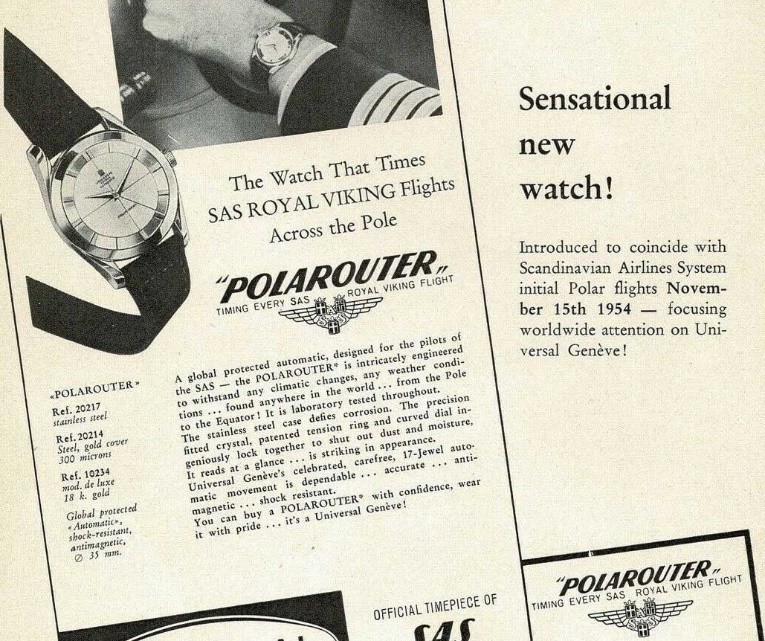 The Watch That Times
SAS ROYAL VIKING Flights
Across the Pole
"POLAROUTER„
TIMING EVERY SAS ROYAL VIKING FLIGHT
SAS
«POLAROUTER»
Ref. 20217
stainless steel
Ref. 20214
Steel, gold cover
300 microns
Ref. 10234
mod. de luxe
18 k. gold
Global protected
«Automatic»,
shock-resistant,
antimagnetic,
∅ 35 mm.
A global protected automatic, designed for the pilots of
the SAS — the POLAROUTER* is intricately engineered
to withstand any climatic changes, any weather condi-
tions ... found anywhere in the world ... from the Pole
to the Equator! It is laboratory tested throughout.
The stainless steel case defies corrosion. The precision
fitted crystal, patented tension ring and curved dial in-
geniously lock together to shut out dust and moisture,
It reads at a glance ... is striking in appearance.
Universal Genève's celebrated, carefree, 17-Jewel auto-
matic movement is dependable ... accurate ... anti-
magnetic ... shock resistant.
You can buy a POLAROUTER* with confidence, wear
it with pride ... it's a Universal Genève!
OFFICIAL TIMEPIECE OF
SAS
Sensational
new
watch!
Introduced to coincide with
Scandinavian Airlines System
initial Polar flights Novem-
ber 15th 1954 — focusing
worldwide attention on Uni-
versal Genève!
"POLAROUTER„
TIMING EVERY SAS ROYAL VIKING FLIGHT
SAS